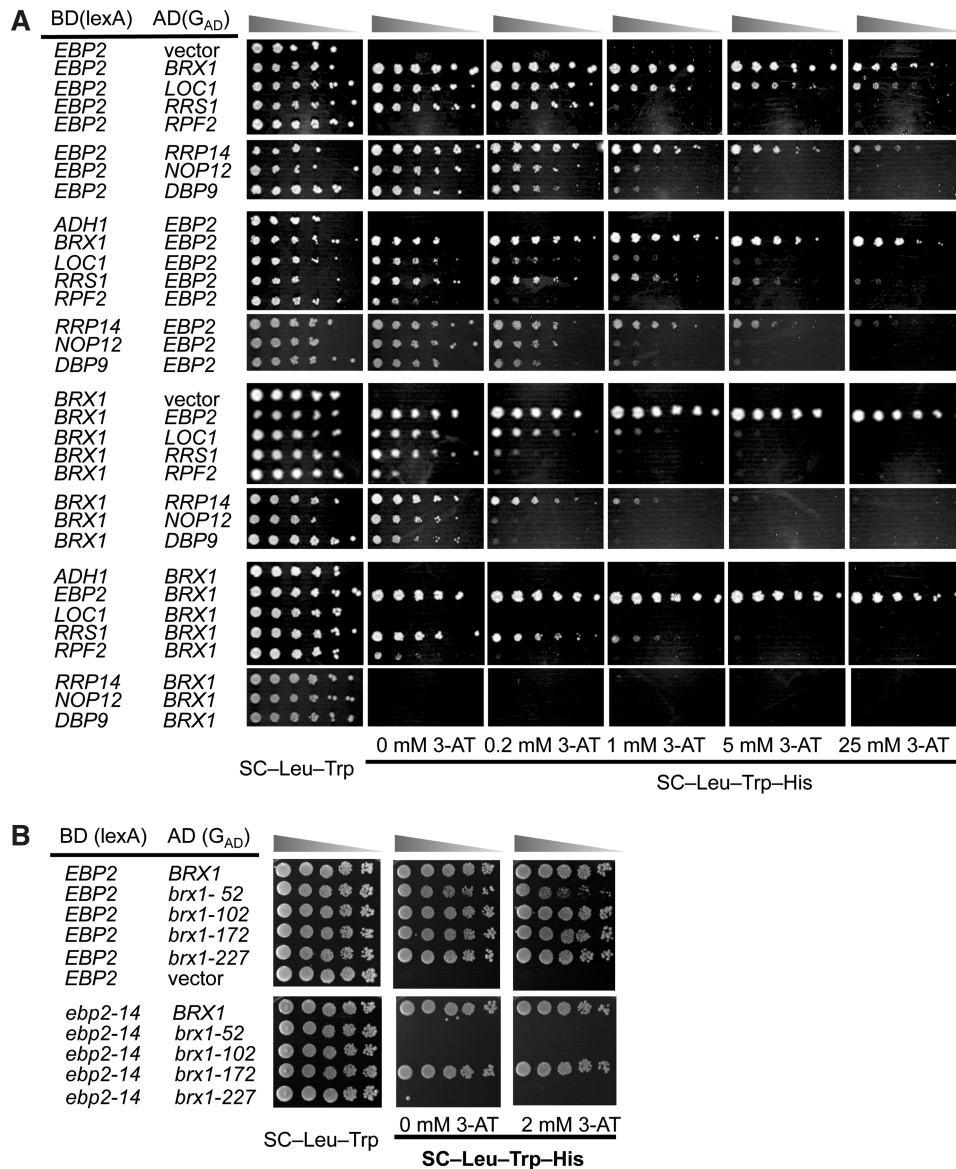 A BD(lexA) AD(GAD)
EBP2 vector
EBP2 BRX1
EBP2 LOC1
EBP2 RRS1
EBP2 RPF2
EBP2 RRP14
EBP2 NOP12
EBP2 DBP9
ADH1 EBP2
BRX1 EBP2
LOC1 EBP2
RRS1 EBP2
RPF2 EBP2
RRP14 EBP2
NOP12 EBP2
DBP9 EBP2
BRX1 vector
BRX1 EBP2
BRX1 LOC1
BRX1 RRS1
BRX1 RPF2
BRX1 RRP14
BRX1 NOP12
BRX1 DBP9
ADH1 BRX1
EBP2 BRX1
LOC1 BRX1
RRS1 BRX1
RPF2 BRX1
RRP14 BRX1
NOP12 BRX1
DBP9 BRX1
0 mM 3-AT 0.2 mM 3-AT 1 mM 3-AT 5 mM 3-AT 25 mM 3-AT
SC–Leu–Trp
SC–Leu–Trp–His
B BD (lexA) AD (GAD)
EBP2 BRX1
EBP2 brx1- 52
EBP2 brx1-102
EBP2 brx1-172
EBP2 brx1-227
EBP2 vector
ebp2-14 BRX1
ebp2-14 brx1-52
ebp2-14 brx1-102
ebp2-14 brx1-172
ebp2-14 brx1-227
0 mM 3-AT 2 mM 3-AT
SC–Leu–Trp
SC–Leu–Trp–His